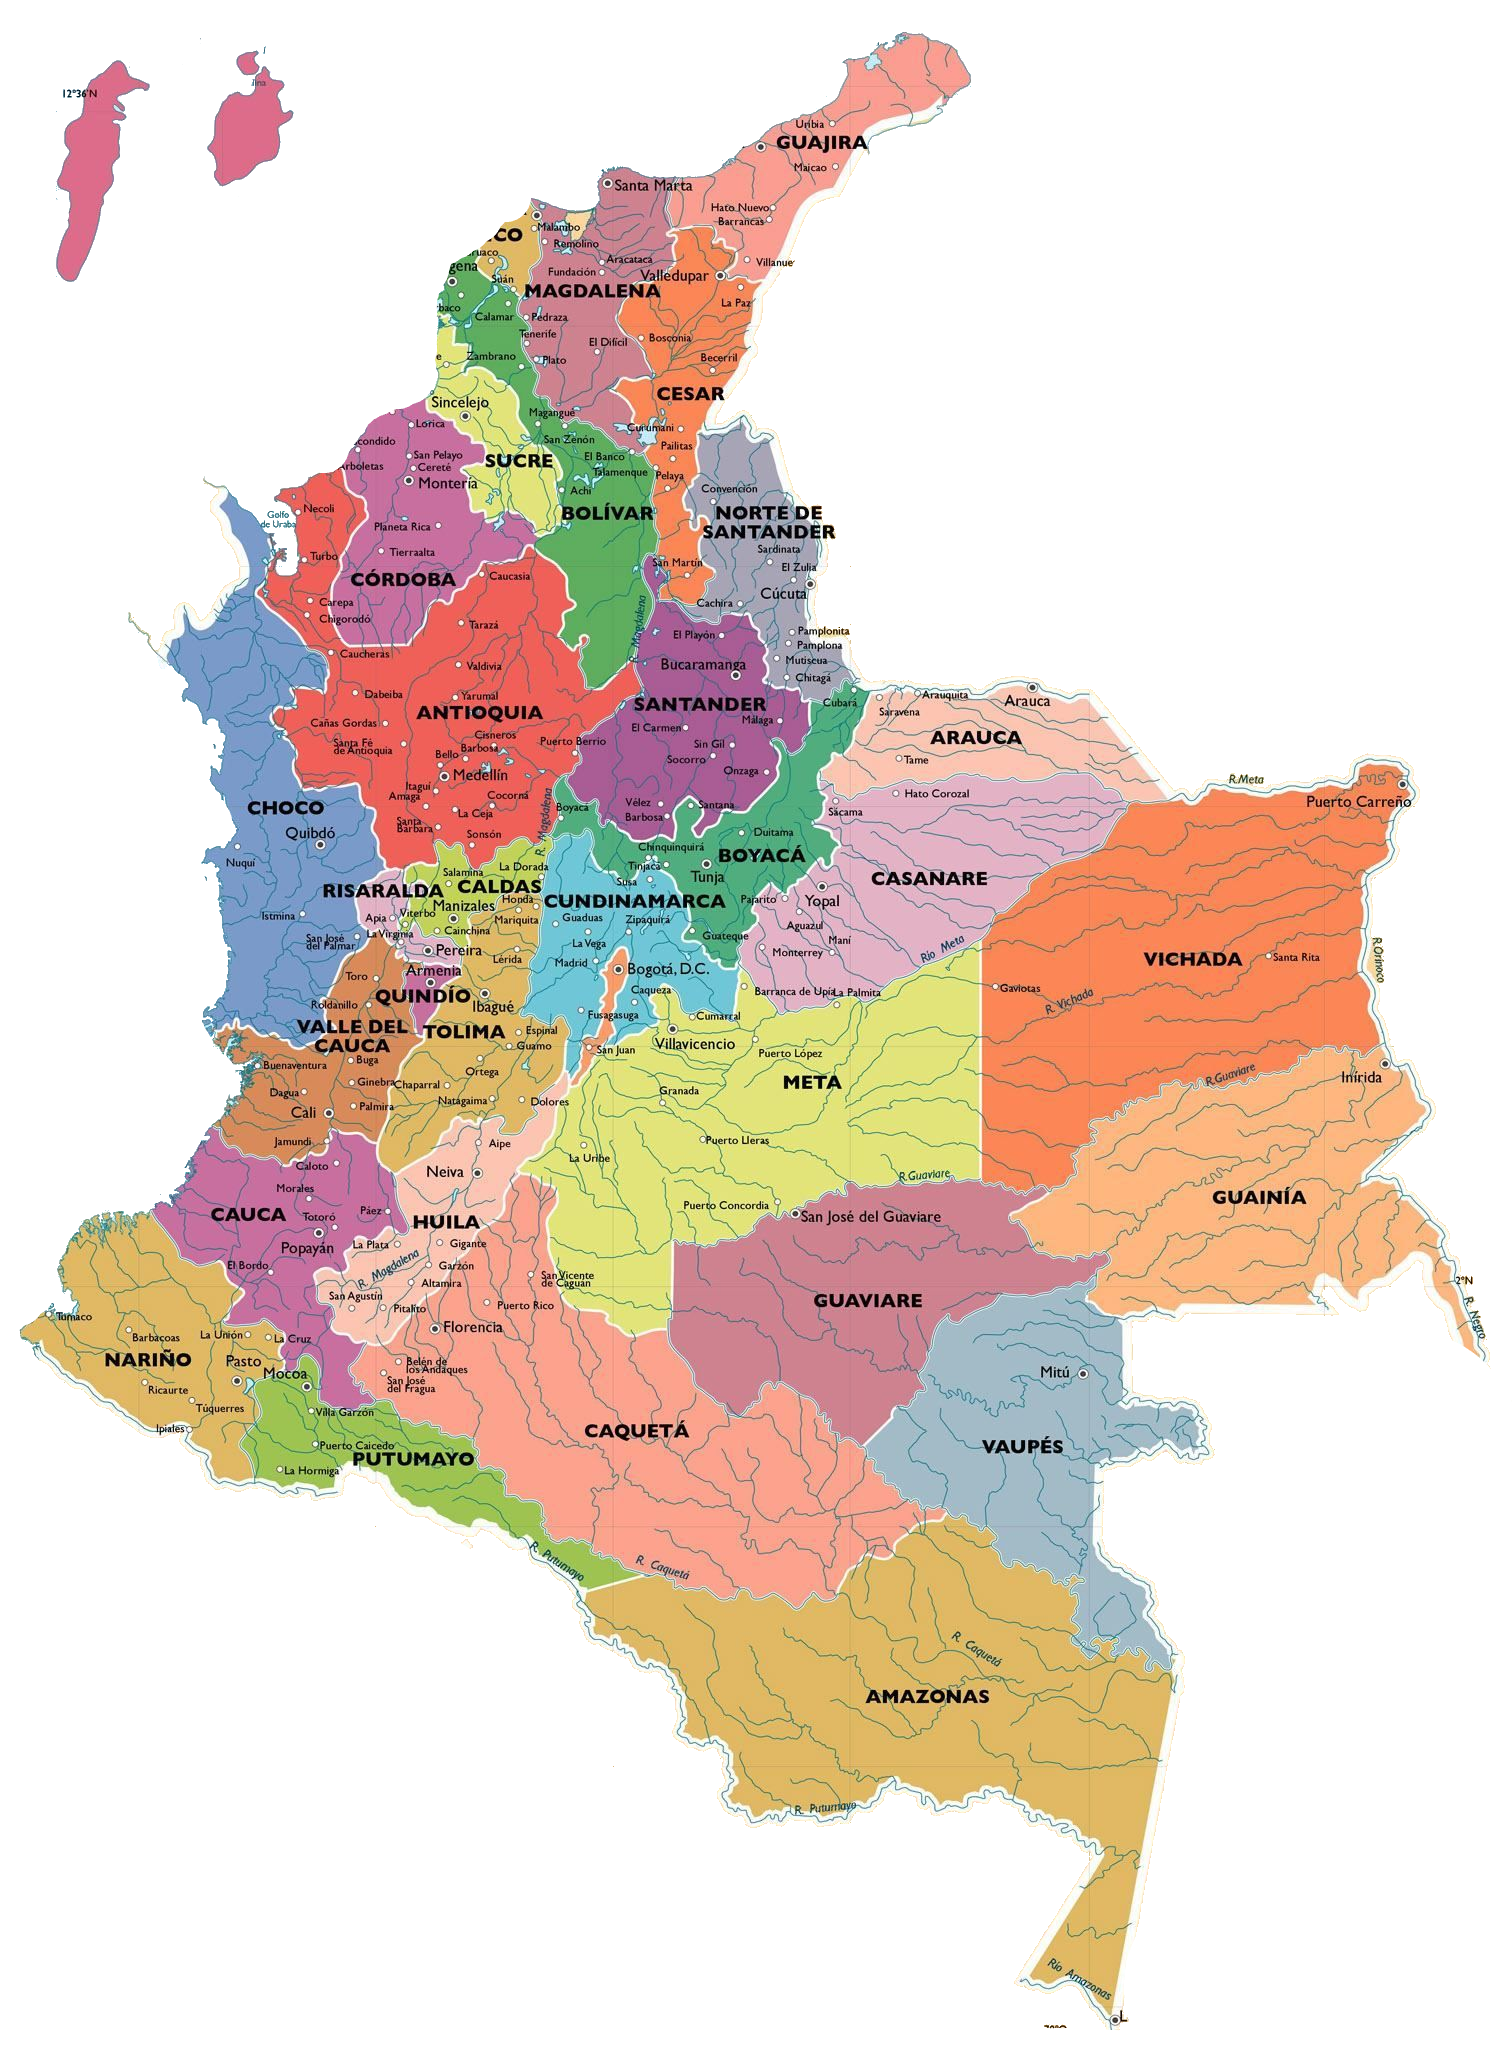 12°36'N
Uribia
GUAJIRA
Maicao
Santa Marta
Hato Nuevo
Barrancas
Malambo
CO
Remolino
Aracataca
Villanue
Fundación
Valledupar
gena
Suán
MAGDALENA
La Paz
baco
Calamar
Pedraza
Tenerife
El Difícil
Bosconia
Zambrano
Plato
Becerril
CESAR
Sincelejo
Magangué
Lorica
Curumani
San Zenón
condido
Pailitas
San Pelayo
El Banco
SUCRE
Arboletas
Cereté
Talamenque
Pelaya
Montería
Achi
Convención
Necoli
BOLÍVAR
NORTE DE
SANTANDER
Golfo
de Uraba
Planeta Rica
Sardinata
Turbo
Tierraalta
San Martín
El Zulia
CÓRDOBA
Caucasia
Cúcuta
Carepa
Cachira
Chigorodó
Tarazá
R. Magdalena
El Playón
Pamplonita
Pamplona
Caucheras
Valdivia
Bucaramanga
Mutiscua
Chitagá
Dabeiba
Yarumal
SANTANDER
Cubará
Arauquita
Arauca
Saravena
ANTIOQUIA
Cañas Gordas
Málaga
El Carmen
Cisneros
ARAUCA
Santa Fé
de Antioquia
Barbosa
Puerto Berrio
Sin Gil
Bello
Socorro
Tame
Medellín
Onzaga
R.Meta
Itaguí
Amaga
Cocorná
Hato Corozal
Puerto Carreño
CHOCO
R. Magdalena
Boyacá
Vélez
Santana
Sácama
La Ceja
Barbosa
Santa
Bárbara
Quibdó
Sonsón
Duitama
Chinquinquirá
BOYACÁ
Nuquí
La Dorada
Tinjacá
Salamina
Tunja
CASANARE
RISARALDA
CALDAS
Susa
Yopal
Honda
CUNDINAMARCA
Pajarito
Manizales
Istmina
Apia
Viterbo
Mariquita
Guaduas
Zipaquirá
Aguazul
Cainchina
San José
del Palmar
La Virginia
La Vega
Guateque
Maní
Pereira
Monterrey
Río Meta
R.Orinoco
Lérida
Madrid
VICHADA
Santa Rita
Toro
Armenia
Bogotá, D.C.
QUINDÍO
Caqueza
Barranca de Upía
La Palmita
Gaviotas
Roldanillo
Ibagué
R. Vichada
Fusagasuga
Cumarral
VALLE DEL
CAUCA
TOLIMA
Espinal
Villavicencio
Guamo
San Juan
Puerto López
Buga
Buenaventura
Ortega
Inírida
Ginebra
Chaparral
META
R.Guaviare
Dagua
Granada
Palmira
Natagaima
Dolores
Cali
Jamundi
Aipe
Puerto Lleras
La Uribe
Caloto
Neiva
R.Guaviare
Morales
GUAINÍA
Puerto Concordia
CAUCA
Totoró
Páez
San José del Guaviare
HUILA
Popayán
La Plata
Gigante
El Bordo
R. Magdalena
Garzón
San Vicente
de Caguan
2°N
Altamira
San Agustín
Pitalito
Puerto Rico
GUAVIARE
R. Negro
Tumaco
Florencia
Barbacoas
La Unión
La Cruz
NARIÑO
Pasto
Belén de
los Andaques
Mocoa
Mitú
San José
del Fragua
Ricaurte
Túquerres
Villa Garzón
Ipiales
CAQUETÁ
VAUPÉS
Puerto Caicedo
PUTUMAYO
La Hormiga
R. Putumayo
R. Caquetá
R. Caquetá
AMAZONAS
R. Putumayo
Río Amazonas
L